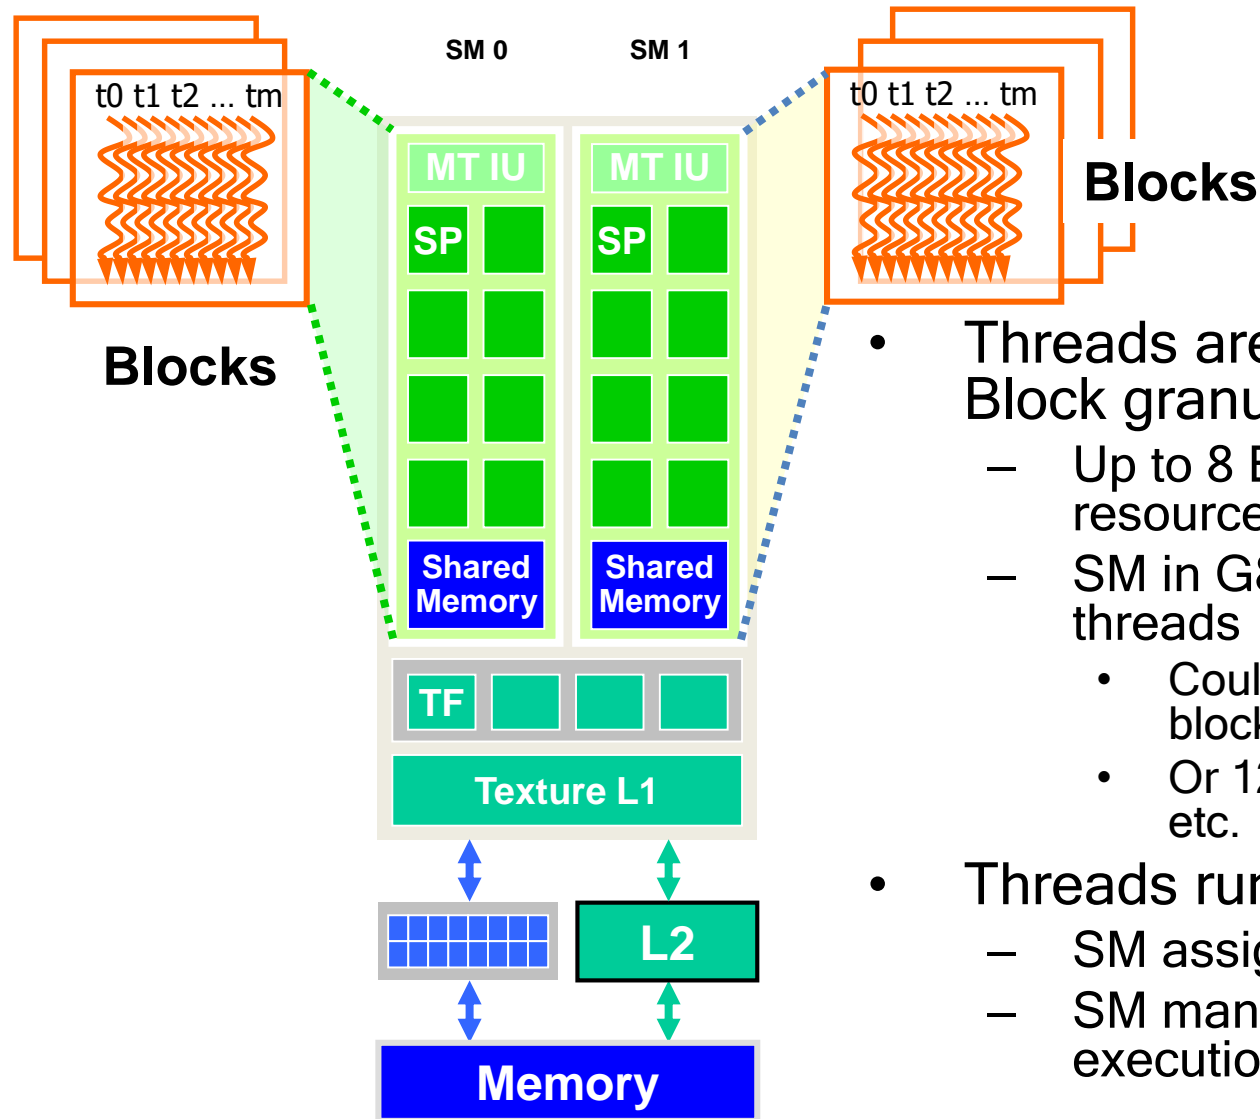 SM 0
SM 1
t0 t1 t2 … tm
t0 t1 t2 … tm
Blocks
Blocks
MT IU
MT IU
SP
SP
Shared
Memory
Shared
Memory
TF
Texture L1
L2
Memory
• Threads are
Block granu
– Up to 8
resource
– SM in G
threads
• Coul
block
• Or 12
etc.
• Threads ru
– SM assig
– SM man
executio